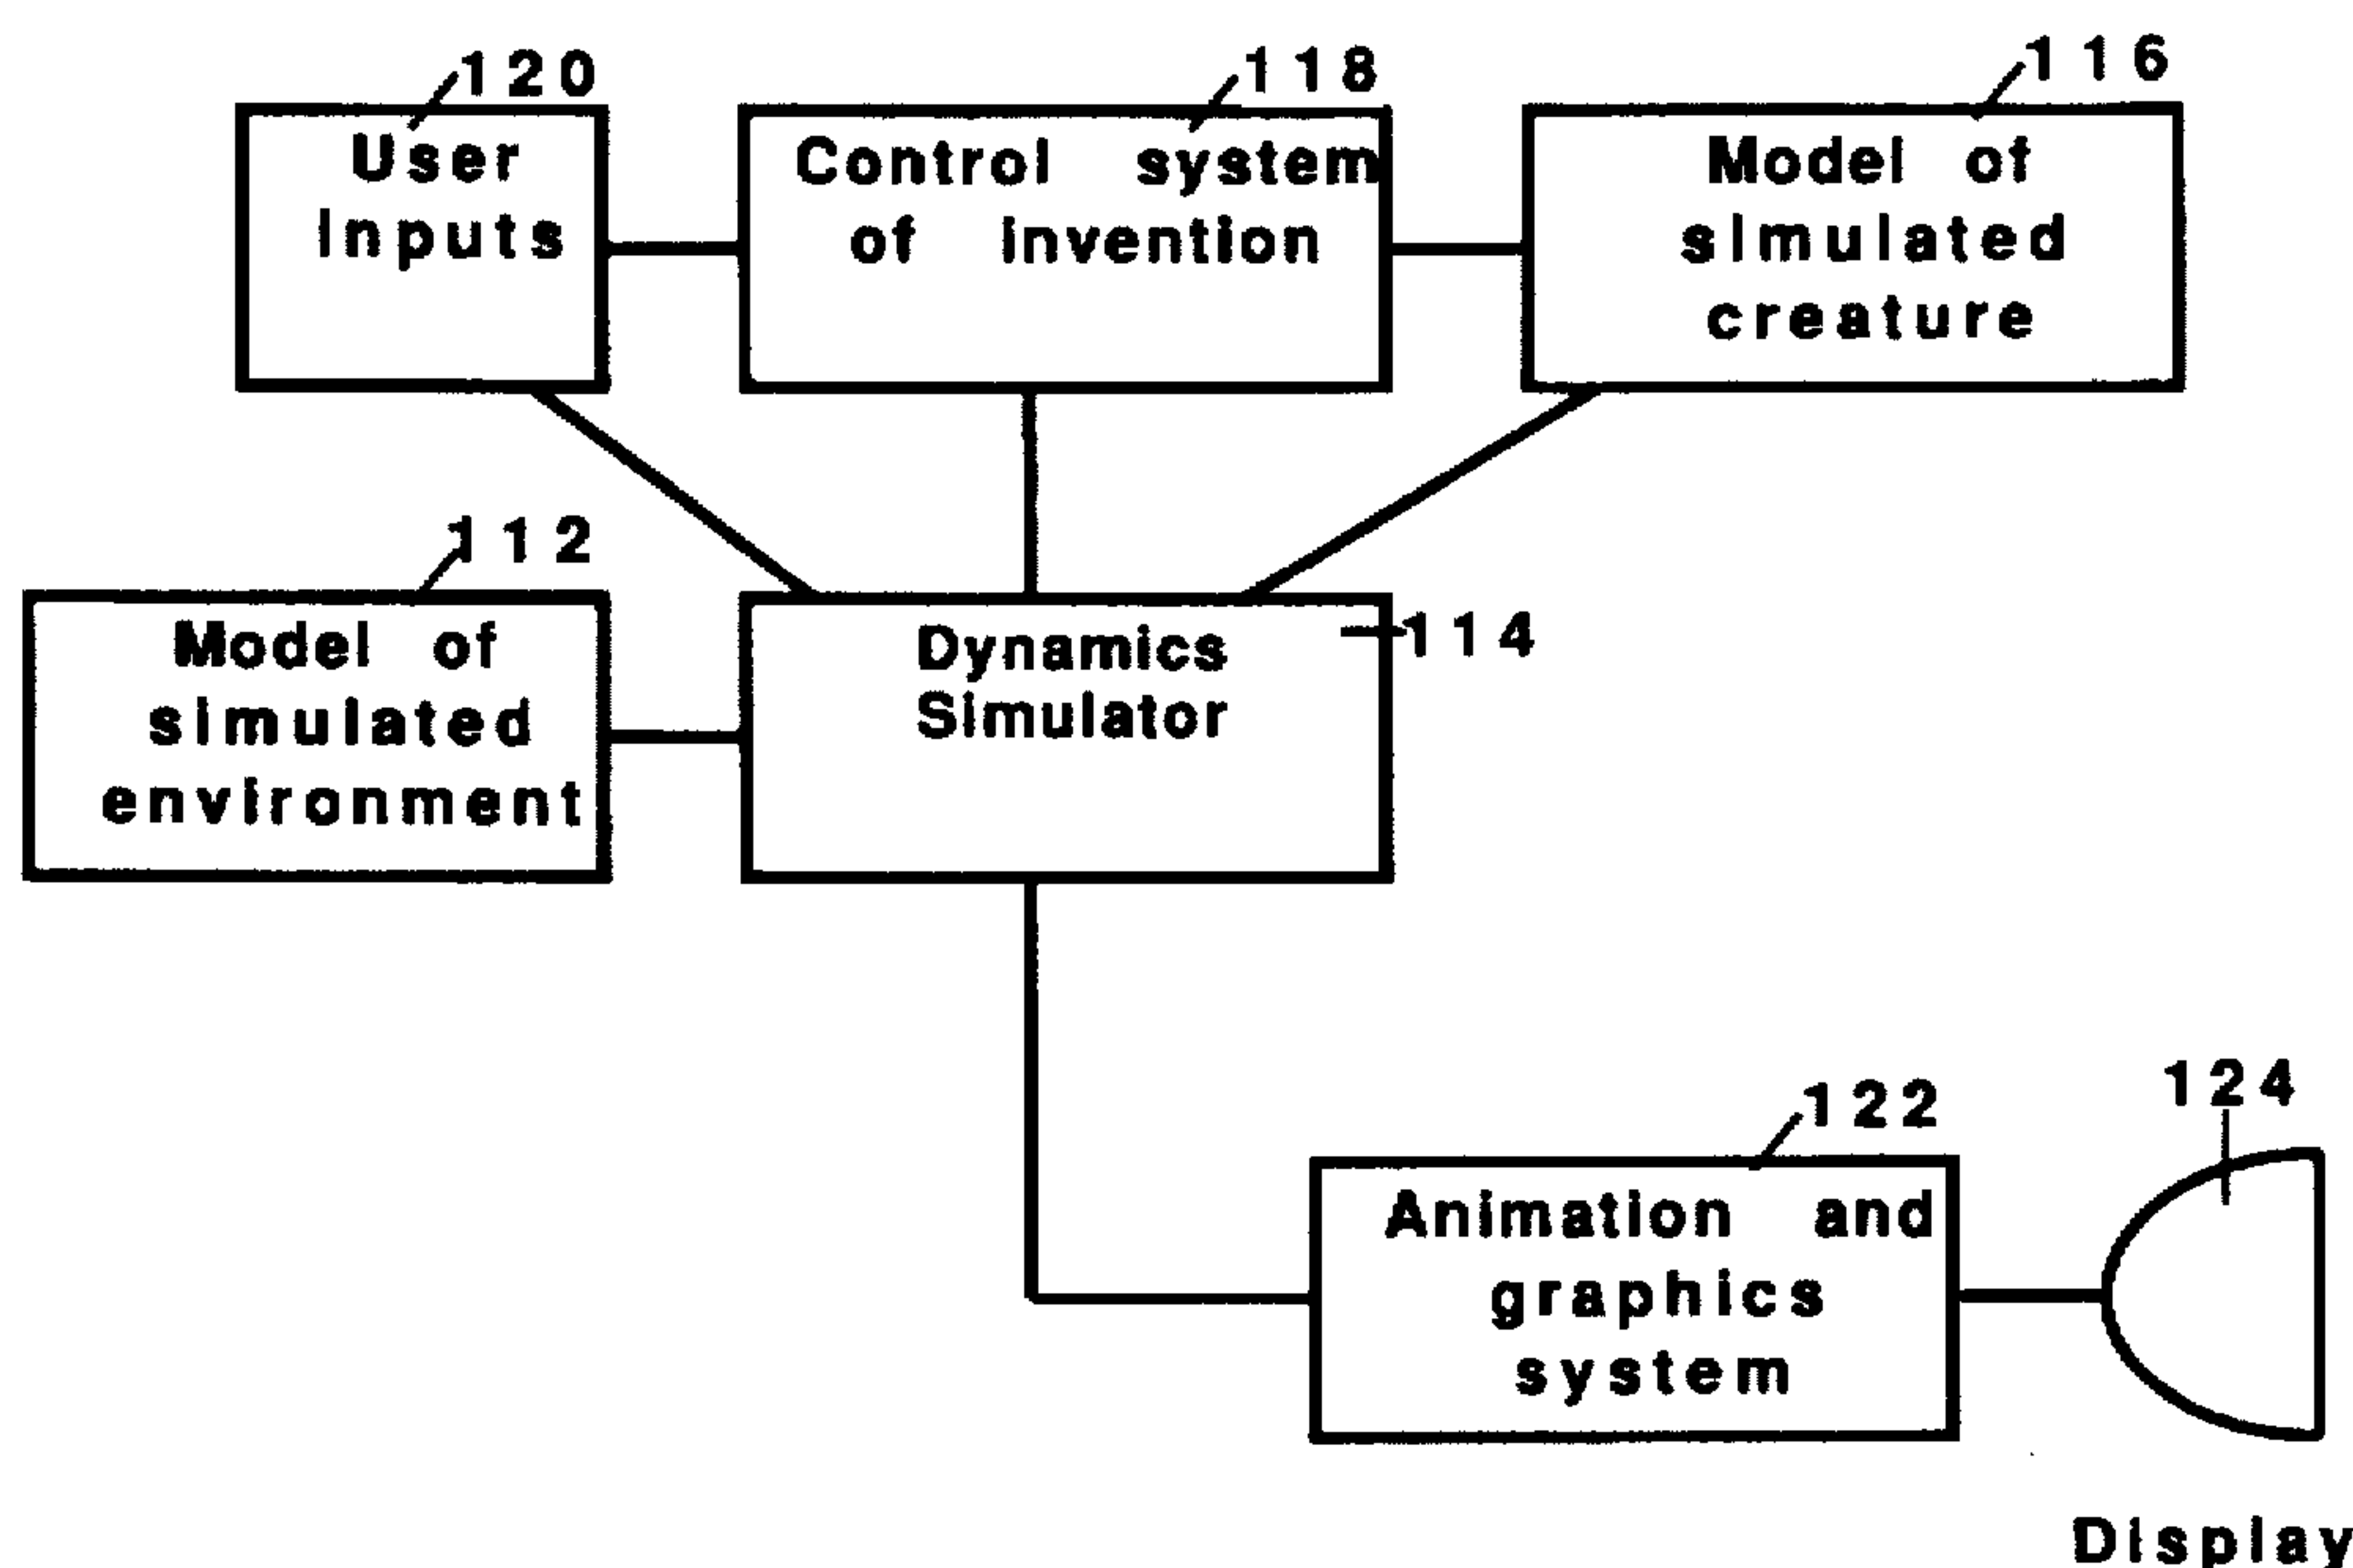 120
118
116
User
Inputs
Control system
of invention
Model of
simulated
creature
112
Model of
simulated
environment
114
Dynamics
Simulator
122
124
Animation and
graphics
system
Display